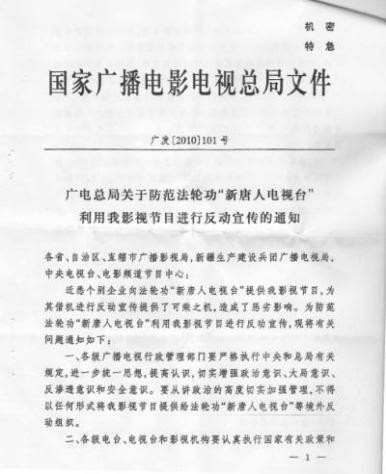 机密
特急
国家广播电影电视总局文件
广发[2010]101号
广电总局关于防范法轮功“新唐人电视台”
利用我影视节目进行反动宣传的通知
各省、自治区、直辖市广播影视局,新疆生产建设兵团广播电视局,
中央电视台、电影频道节目中心:
近悉个别企业向法轮功“新唐人电视台”提供我影视节目,为
其借机进行反动宣传提供了可乘之机,造成了恶劣影响。为防范
法轮功“新唐人电视台”利用我影视节目进行反动宣传,现将有关
问题通知如下:
一、各级广播电视行政管理部门要严格执行中央和总局有关
规定,进一步统一思想,提高认识,切实增强政治意识、大局意识、
反渗透意识和安全意识。要从讲政治的高度切实加强管理,不得
以任何形式将我影视节目提供给法轮功“新唐人电视台”等境外反
动组织。
二、各级电台、电视台和影视机构要认真执行国家有关政策和
— 1 —